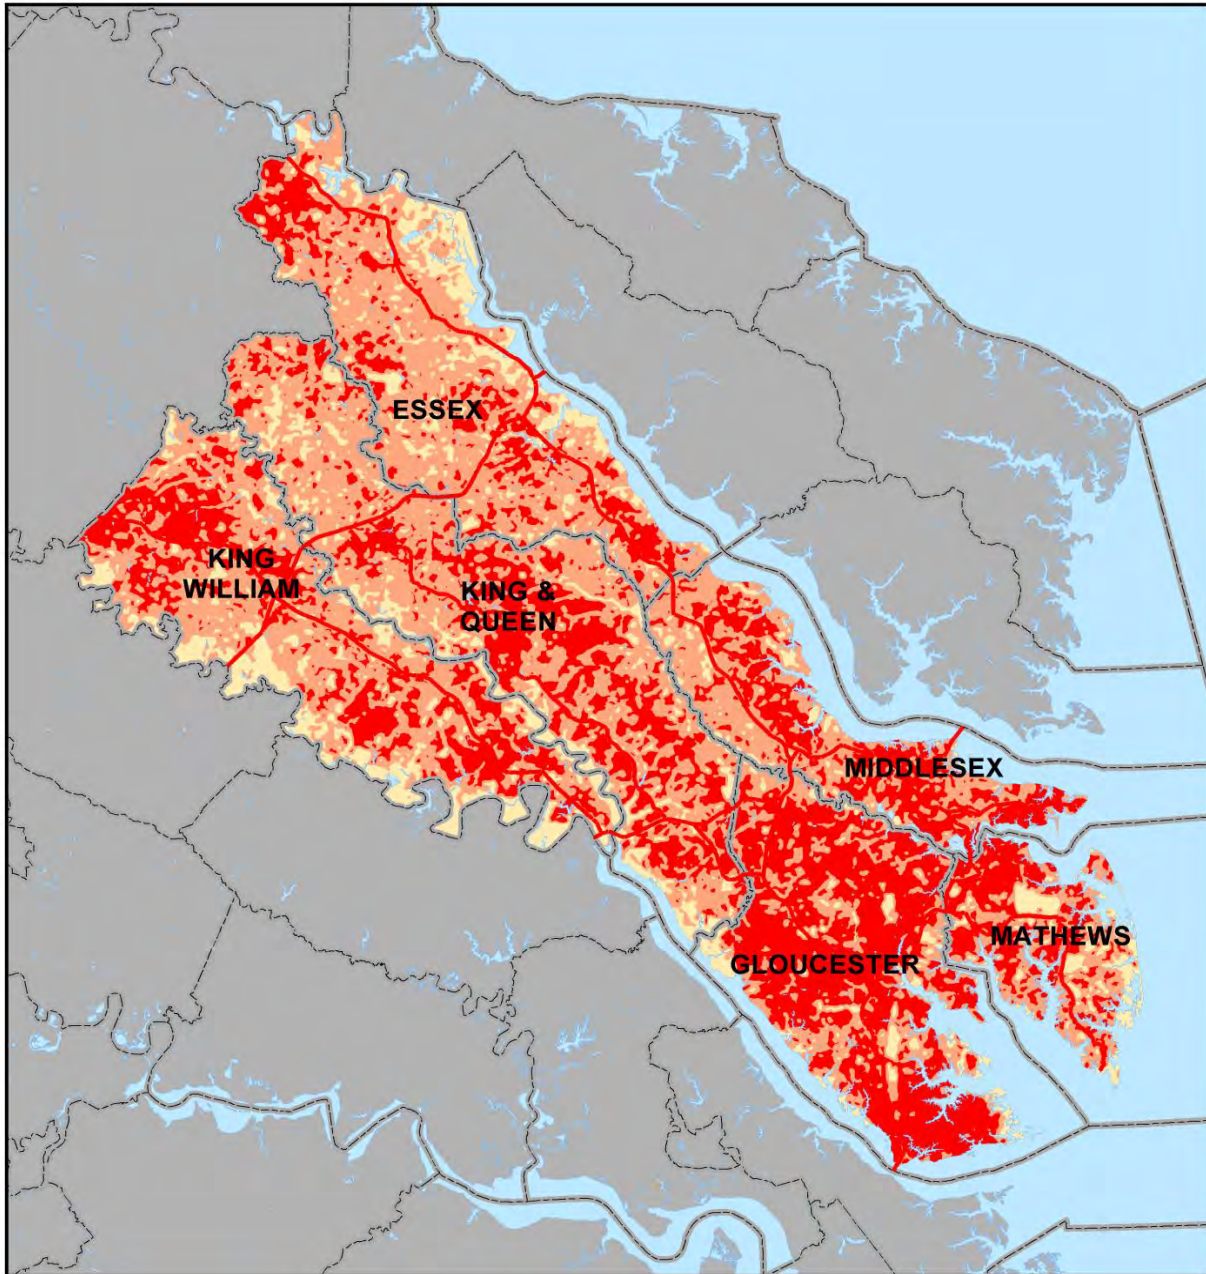 ESSEX
KING
WILLIAM
KING &
QUEEN
MIDDLESEX
MATHEWS
GLOUCESTER